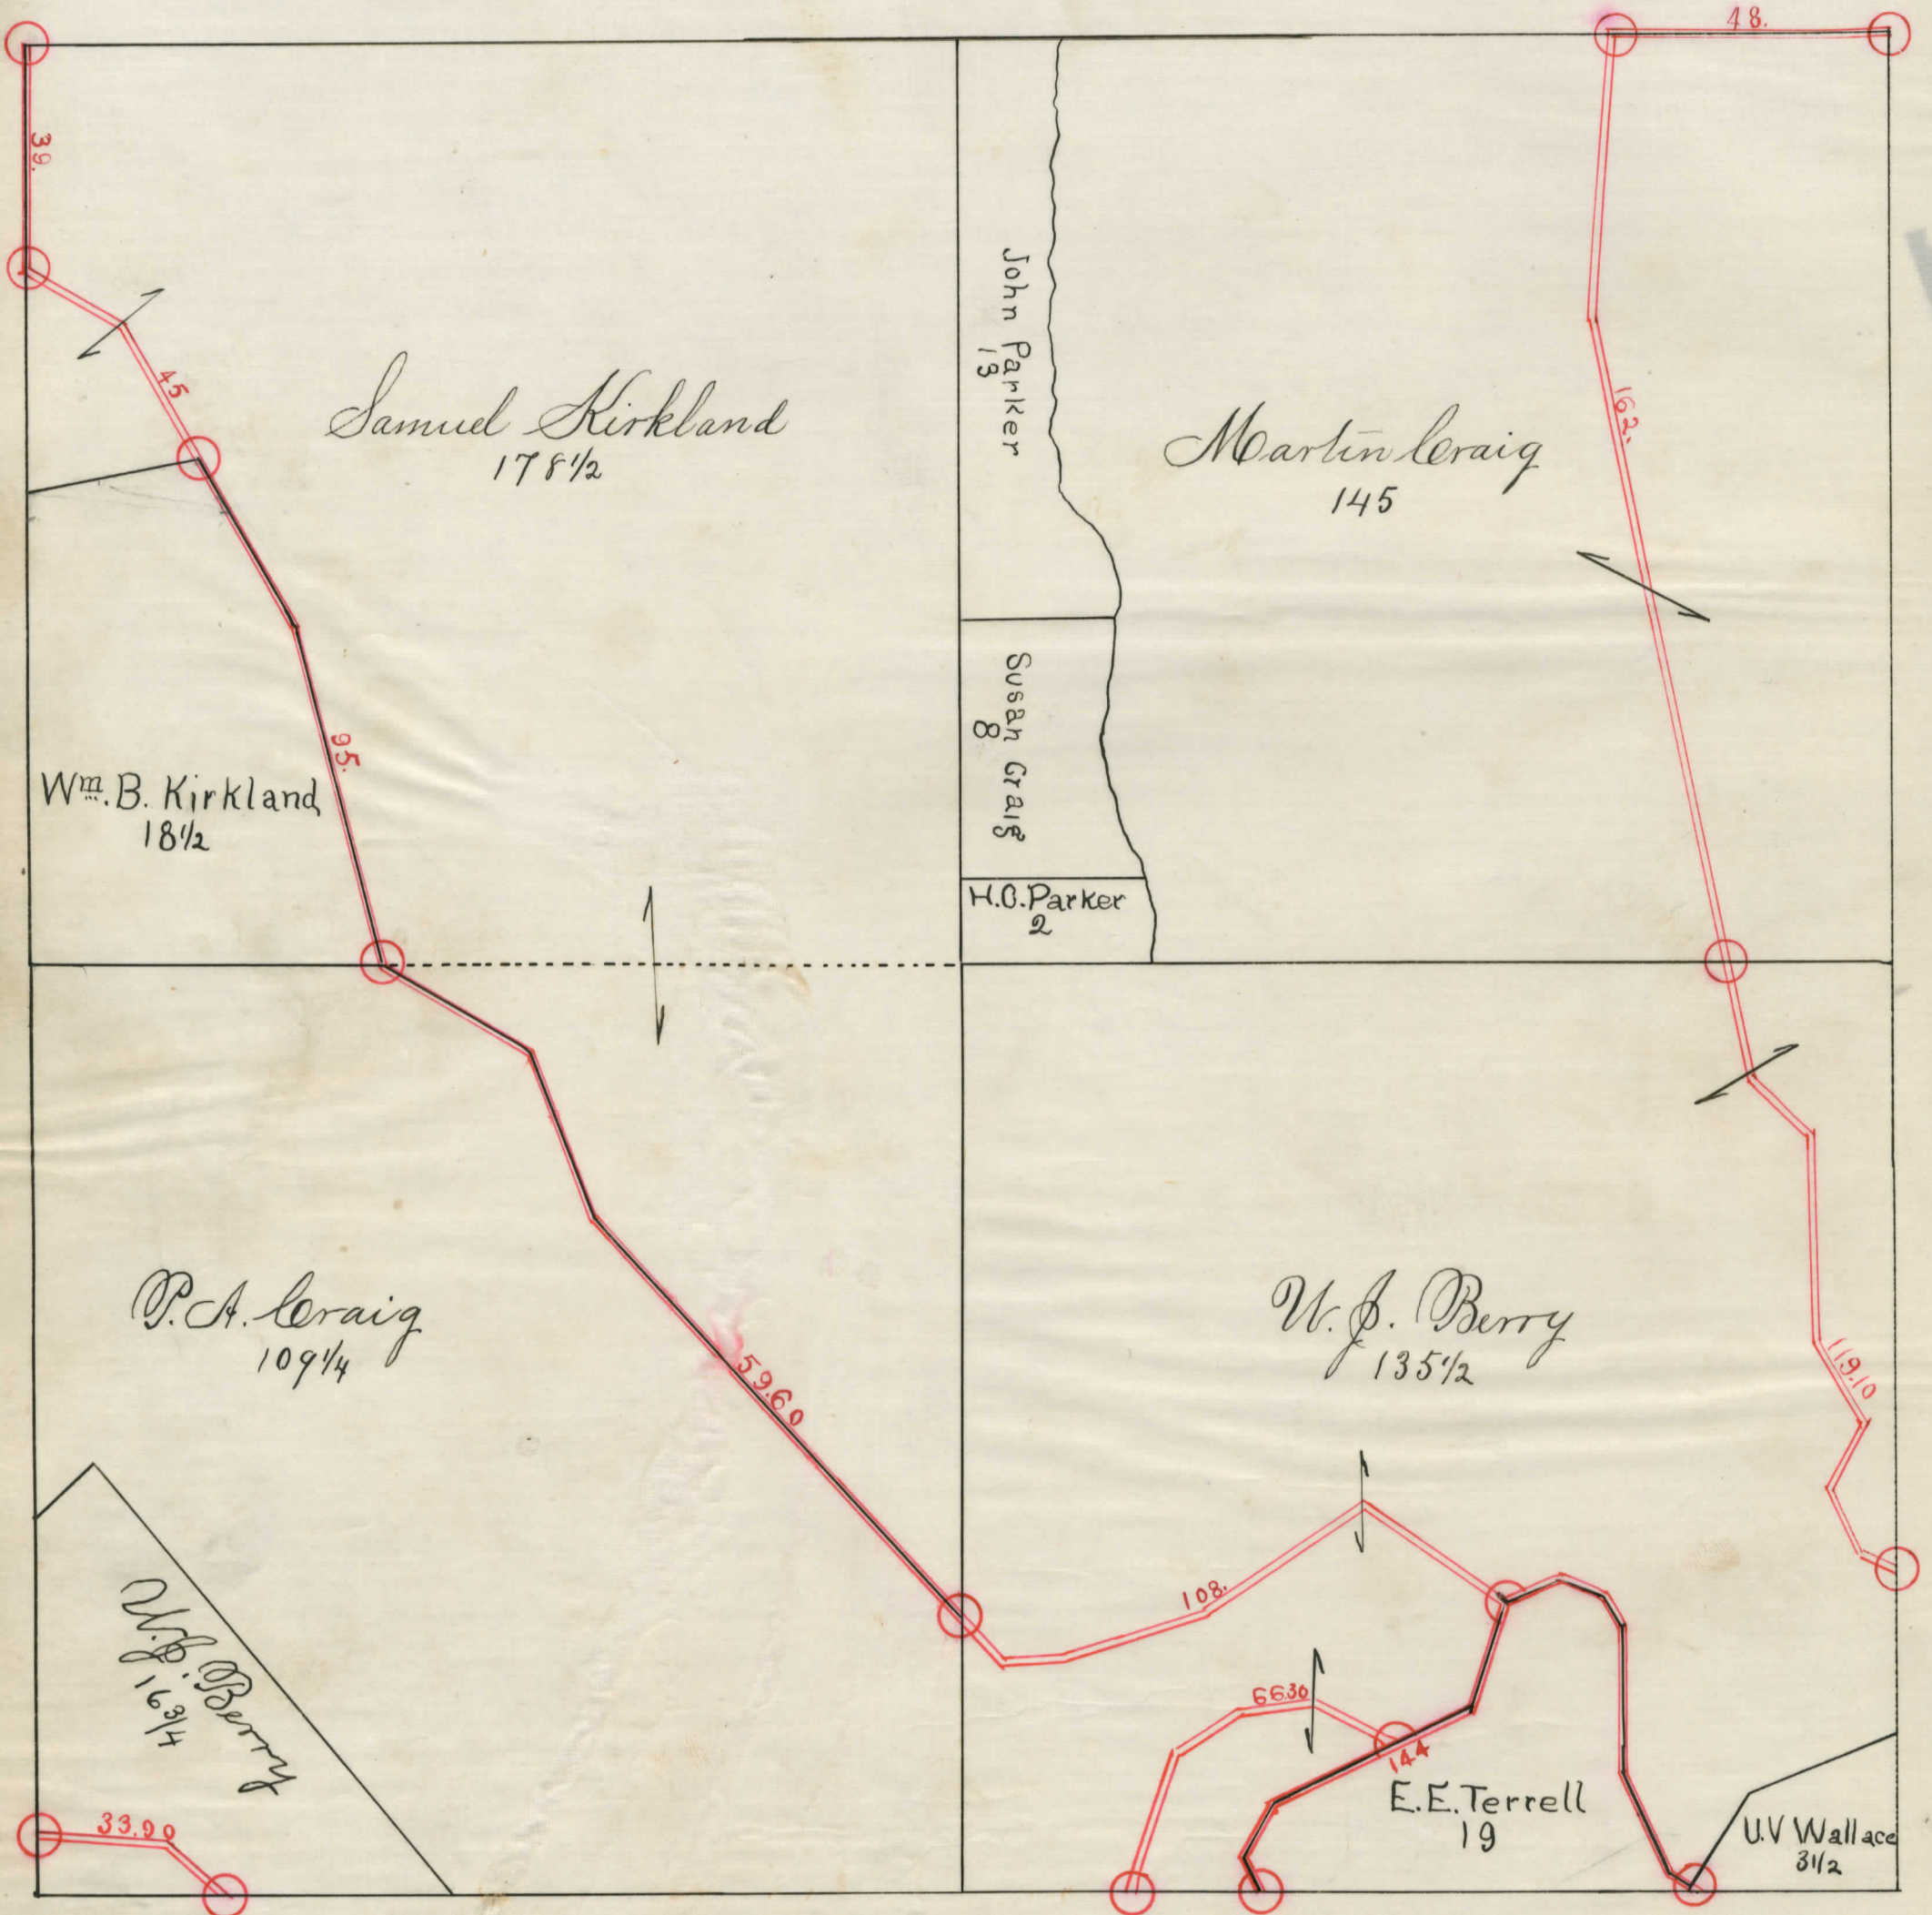 48.
39.
45
Samuel Kirkland
178 1/2
John Parker
13
Martin Craig
145
162.
95.
Wm. B. Kirkland
18 1/2
Susan Craig
8
H.C. Parker
2
P. A. Craig
109 1/4
59.60
W. J. Berry
135 1/2
119.10
108.
W. J. Berry
16 3/4
66.30
144
E. E. Terrell
19
U. V Wallace
3 1/2
33.90